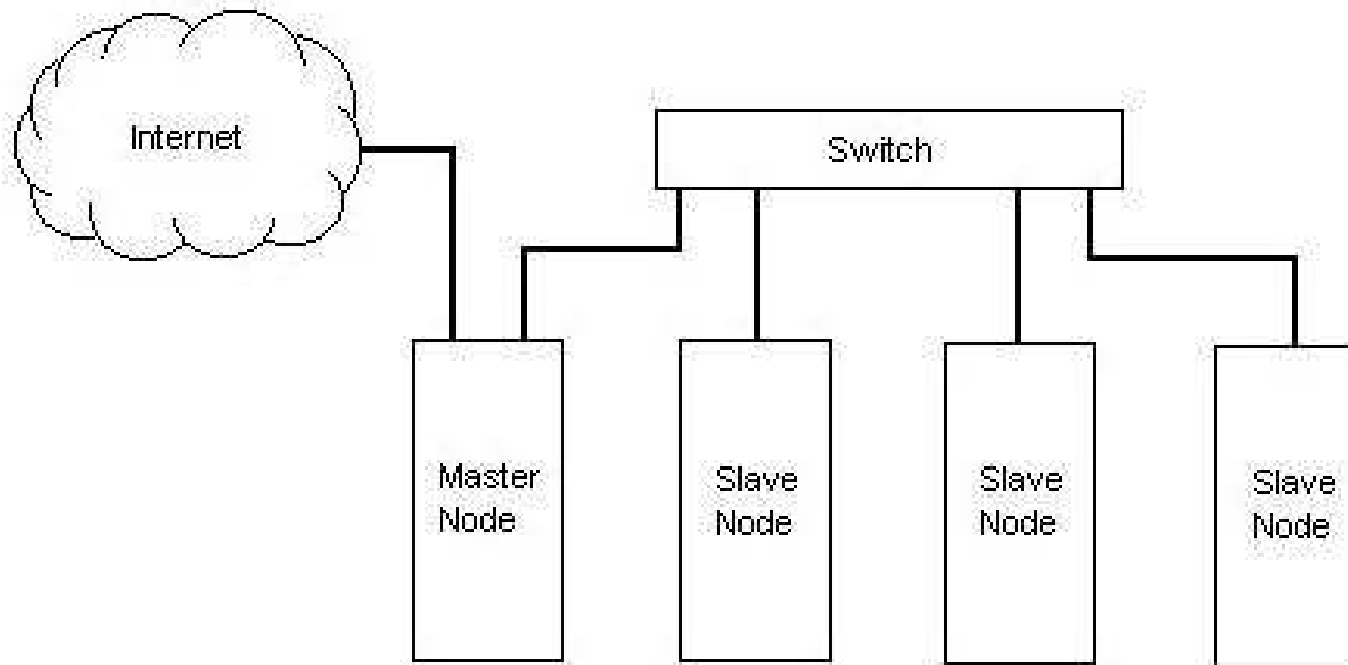 Internet
Switch
Master
Node
Slave
Node
Slave
Node
Slave
Node